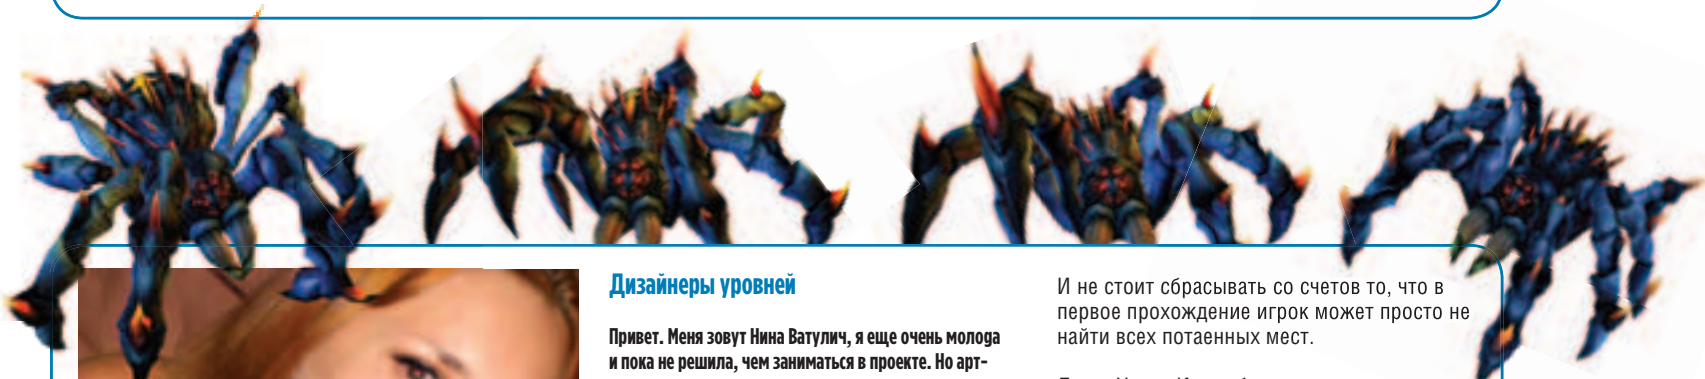 Дизайнеры уровней
Привет. Меня зовут Нина Ватулич, я еще очень молода
и пока не решила, чем заниматься в проекте. Но арт-
И не стоит сбрасывать со счетов то, что в
первое прохождение игрок может просто не
найти всех потаенных мест.